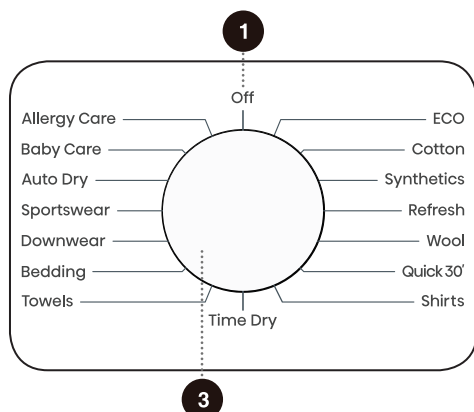 1
Off
Allergy Care
ECO
Baby Care
Cotton
Auto Dry
Synthetics
Sportswear
Refresh
Downwear
Wool
Bedding
Quick 30'
Towels
Shirts
Time Dry
3